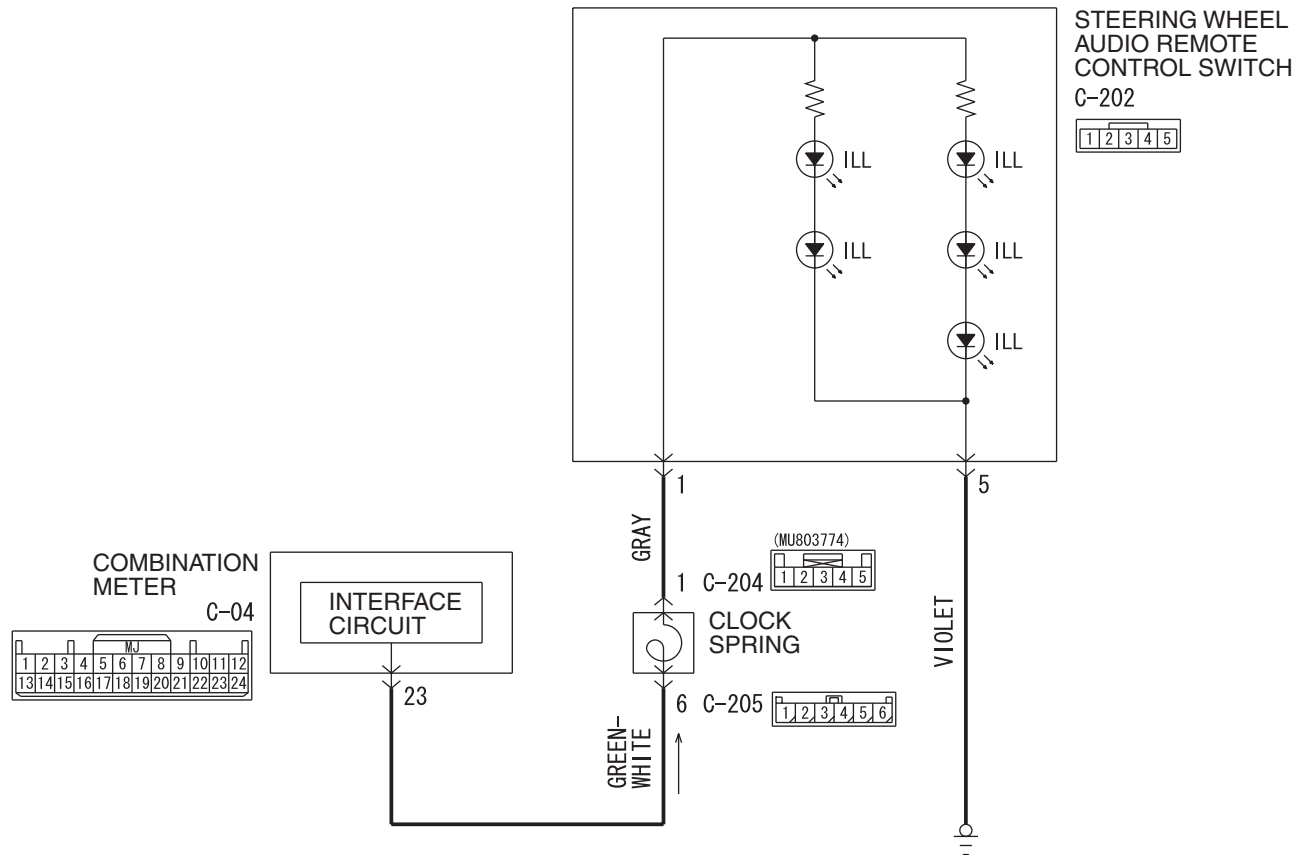 STEERING WHEEL
AUDIO REMOTE
CONTROL SWITCH
C-202
1 2 3 4 5
ILL ILL
ILL ILL
ILL
1 5
GRAY
(MU803774)
1 2 3 4 5
1 C-204
COMBINATION
METER
C-04
INTERFACE
CIRCUIT
CLOCK
SPRING
VIOLET
MJ
1 2 3 4 5 6 7 8 9 10 11 12
13 14 15 16 17 18 19 20 21 22 23 24
23
6 C-205
1 2 3 4 5 6
GREEN-
WHITE